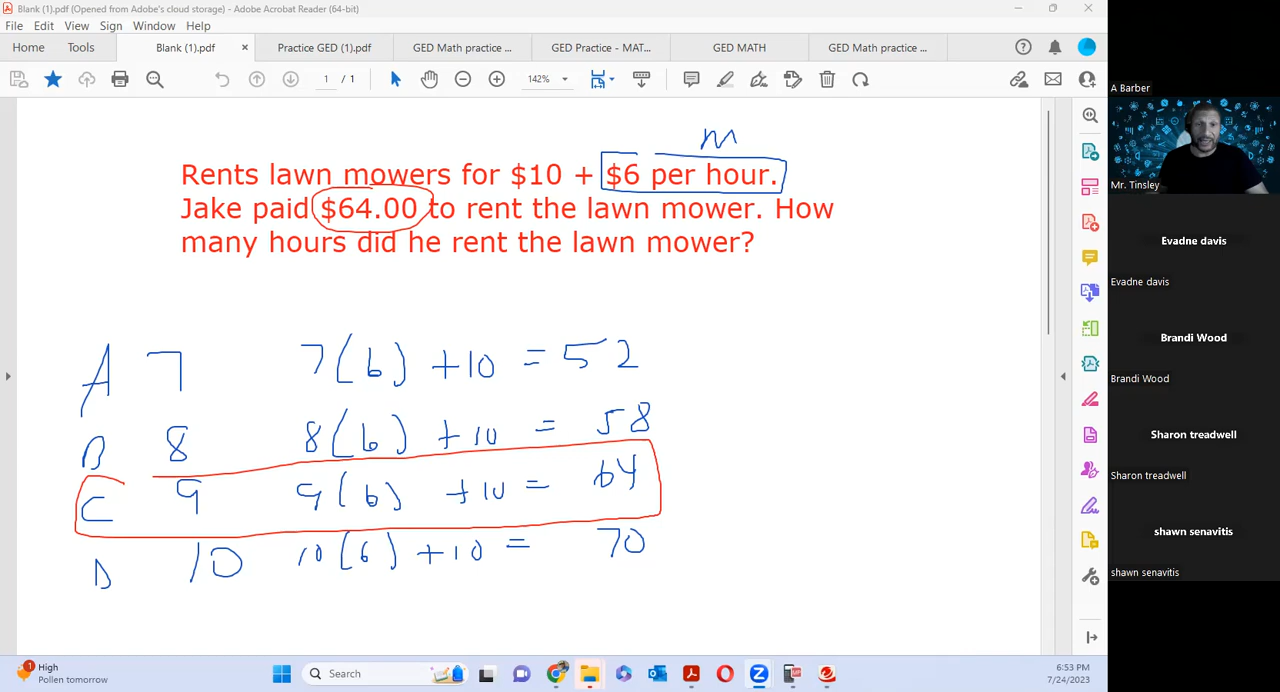 Blank (1).pdf (Opened from Adobe's cloud storage) - Adobe Acrobat Reader (64-bit)
File Edit View Sign Window Help
Home Tools Blank (1).pdf × Practice GED (1).pdf GED Math practice ... GED Practice - MAT... GED MATH GED Math practice ...
1 / 1 142%
m
Rents lawn mowers for $10 + $6 per hour.
Jake paid $64.00 to rent the lawn mower. How
many hours did he rent the lawn mower?
A 7 7(6) +10 = 52
B 8 8(6) +10 = 58
C 9 9(6) +10 = 64
D 10 10(6) +10 = 70
A Barber
Mr. Tinsley
Evadne davis
Evadne davis
Brandi Wood
Brandi Wood
Sharon treadwell
Sharon treadwell
shawn senavitis
shawn senavitis
1
High
Pollen tomorrow
Search
6:53 PM
7/24/2023